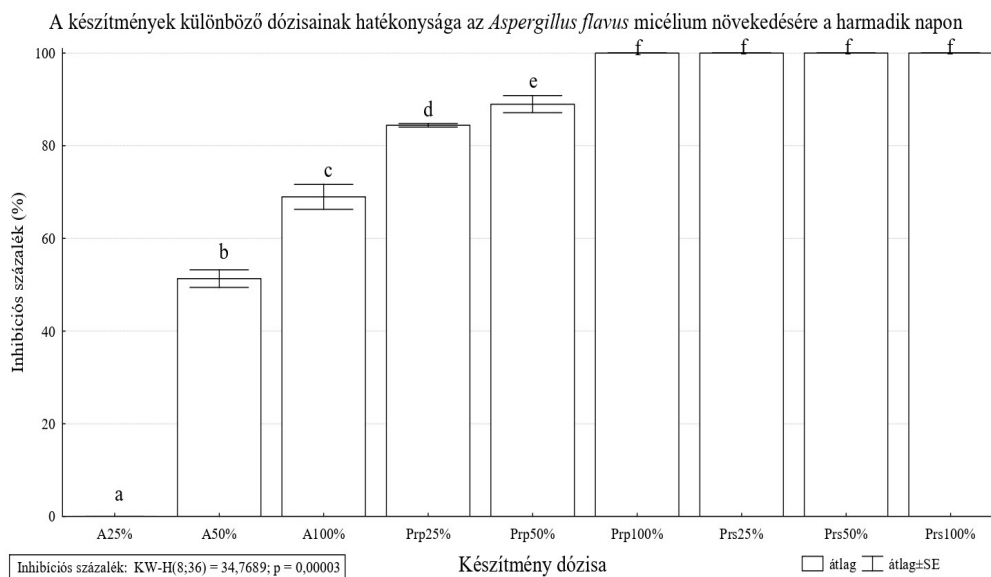 A készítmények különböző dózisainak hatékonysága az Aspergillus flavus micélium növekedésére a harmadik napon
Inhibíciós százalék (%)
100
80
60
40
20
0
a
b
c
d
e
f
f
f
f
A25%
A50%
A100%
Prp25%
Prp50%
Prp100%
Prs25%
Prs50%
Prs100%
Készítmény dózisa
Inhibíciós százalék: KW-H(8;36) = 34,7689; p = 0,00003
átlag
átlag±SE